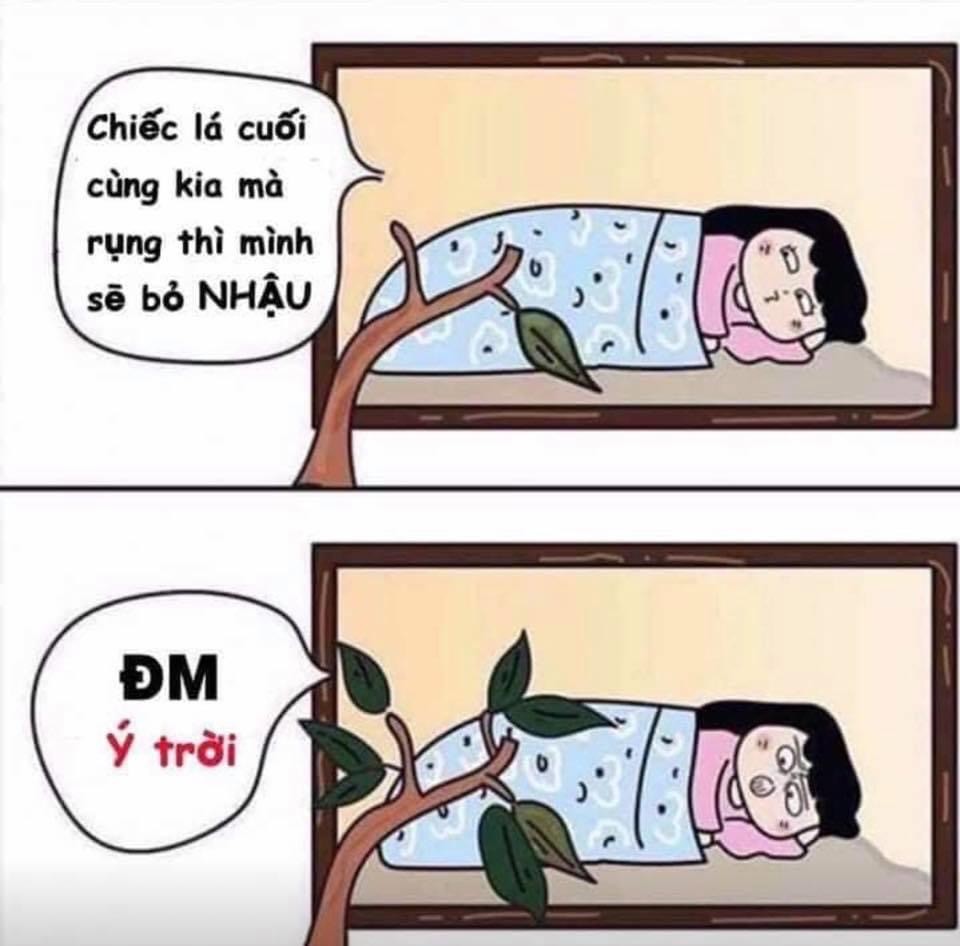 Chiếc lá cuối
cùng kia mà
rụng thì mình
sẽ bỏ NHẬU
ĐM
Ý trời